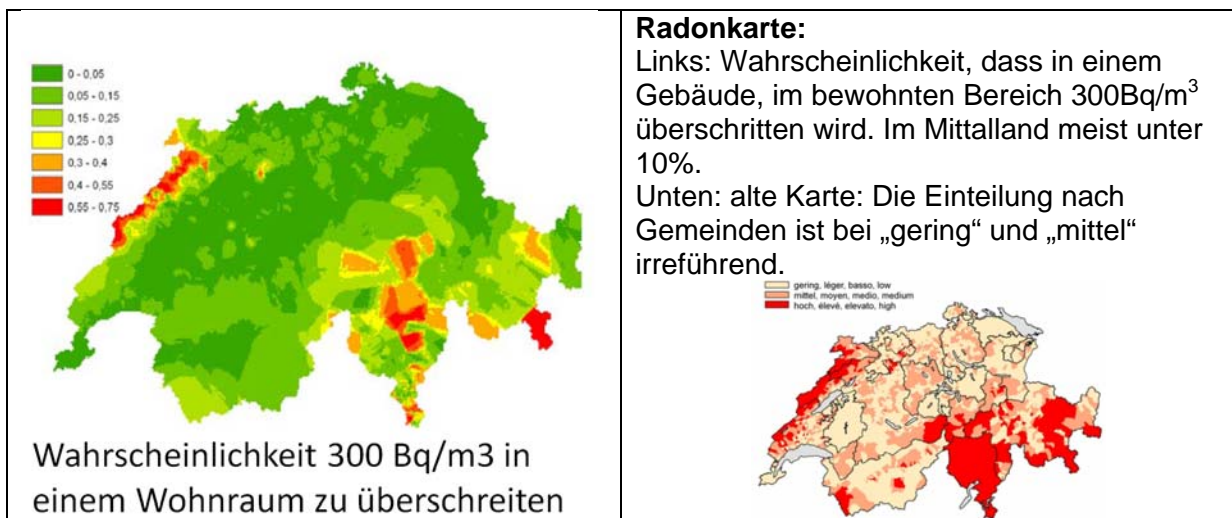 0 - 0,05
0,05 - 0,15
0,15 - 0,25
0,25 - 0,3
0,3 - 0,4
0,4 - 0,55
0,55 - 0,75
Wahrscheinlichkeit 300 Bq/m3 in
einem Wohnraum zu überschreiten
Radonkarte:
Links: Wahrscheinlichkeit, dass in einem
Gebäude, im bewohnten Bereich 300Bq/m³
überschritten wird. Im Mittalland meist unter
10%.
Unten: alte Karte: Die Einteilung nach
Gemeinden ist bei „gering“ und „mittel“
irreführend.
gering, léger, basso, low
mittel, moyen, medio, medium
hoch, élevé, elevato, high